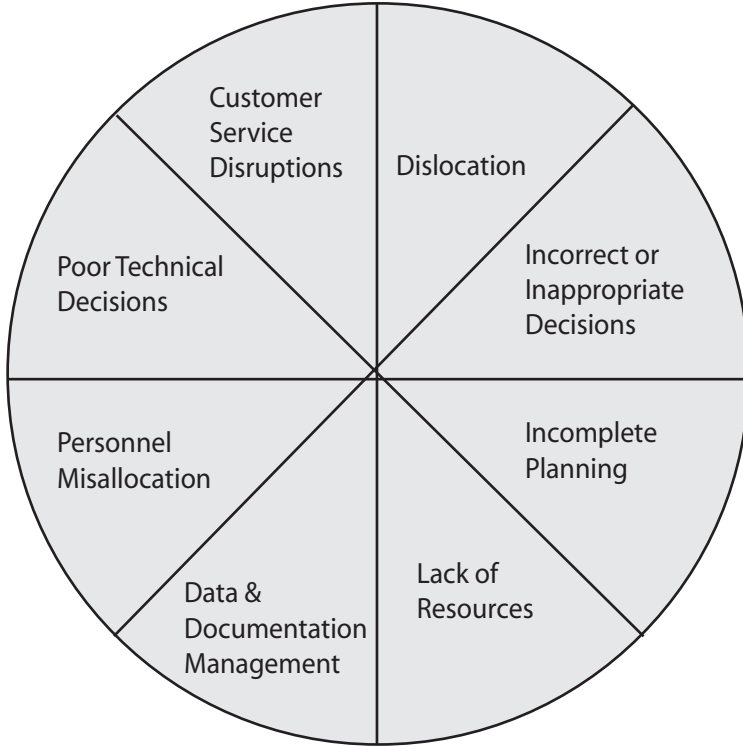 Customer
Service
Disruptions
Dislocation
Incorrect or
Inappropriate
Decisions
Incomplete
Planning
Lack of
Resources
Data &
Documentation
Management
Personnel
Misallocation
Poor Technical
Decisions